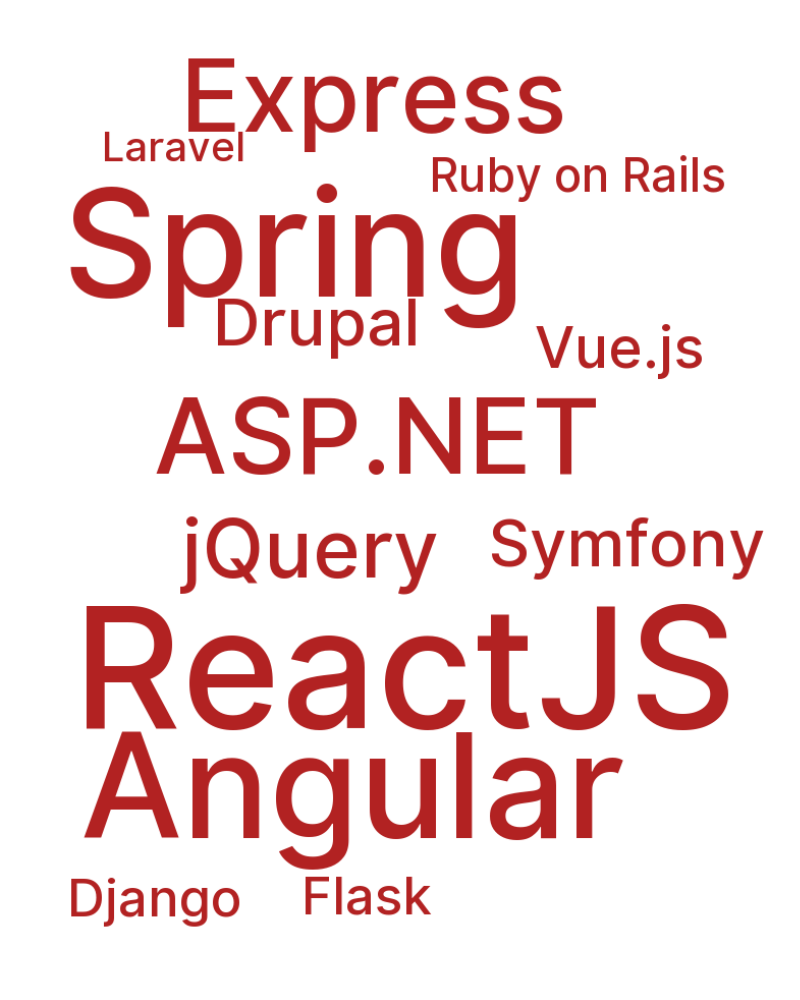 Express
Laravel
Ruby on Rails
Spring
Drupal
Vue.js
ASP.NET
jQuery
Symfony
ReactJS
Angular
Django
Flask